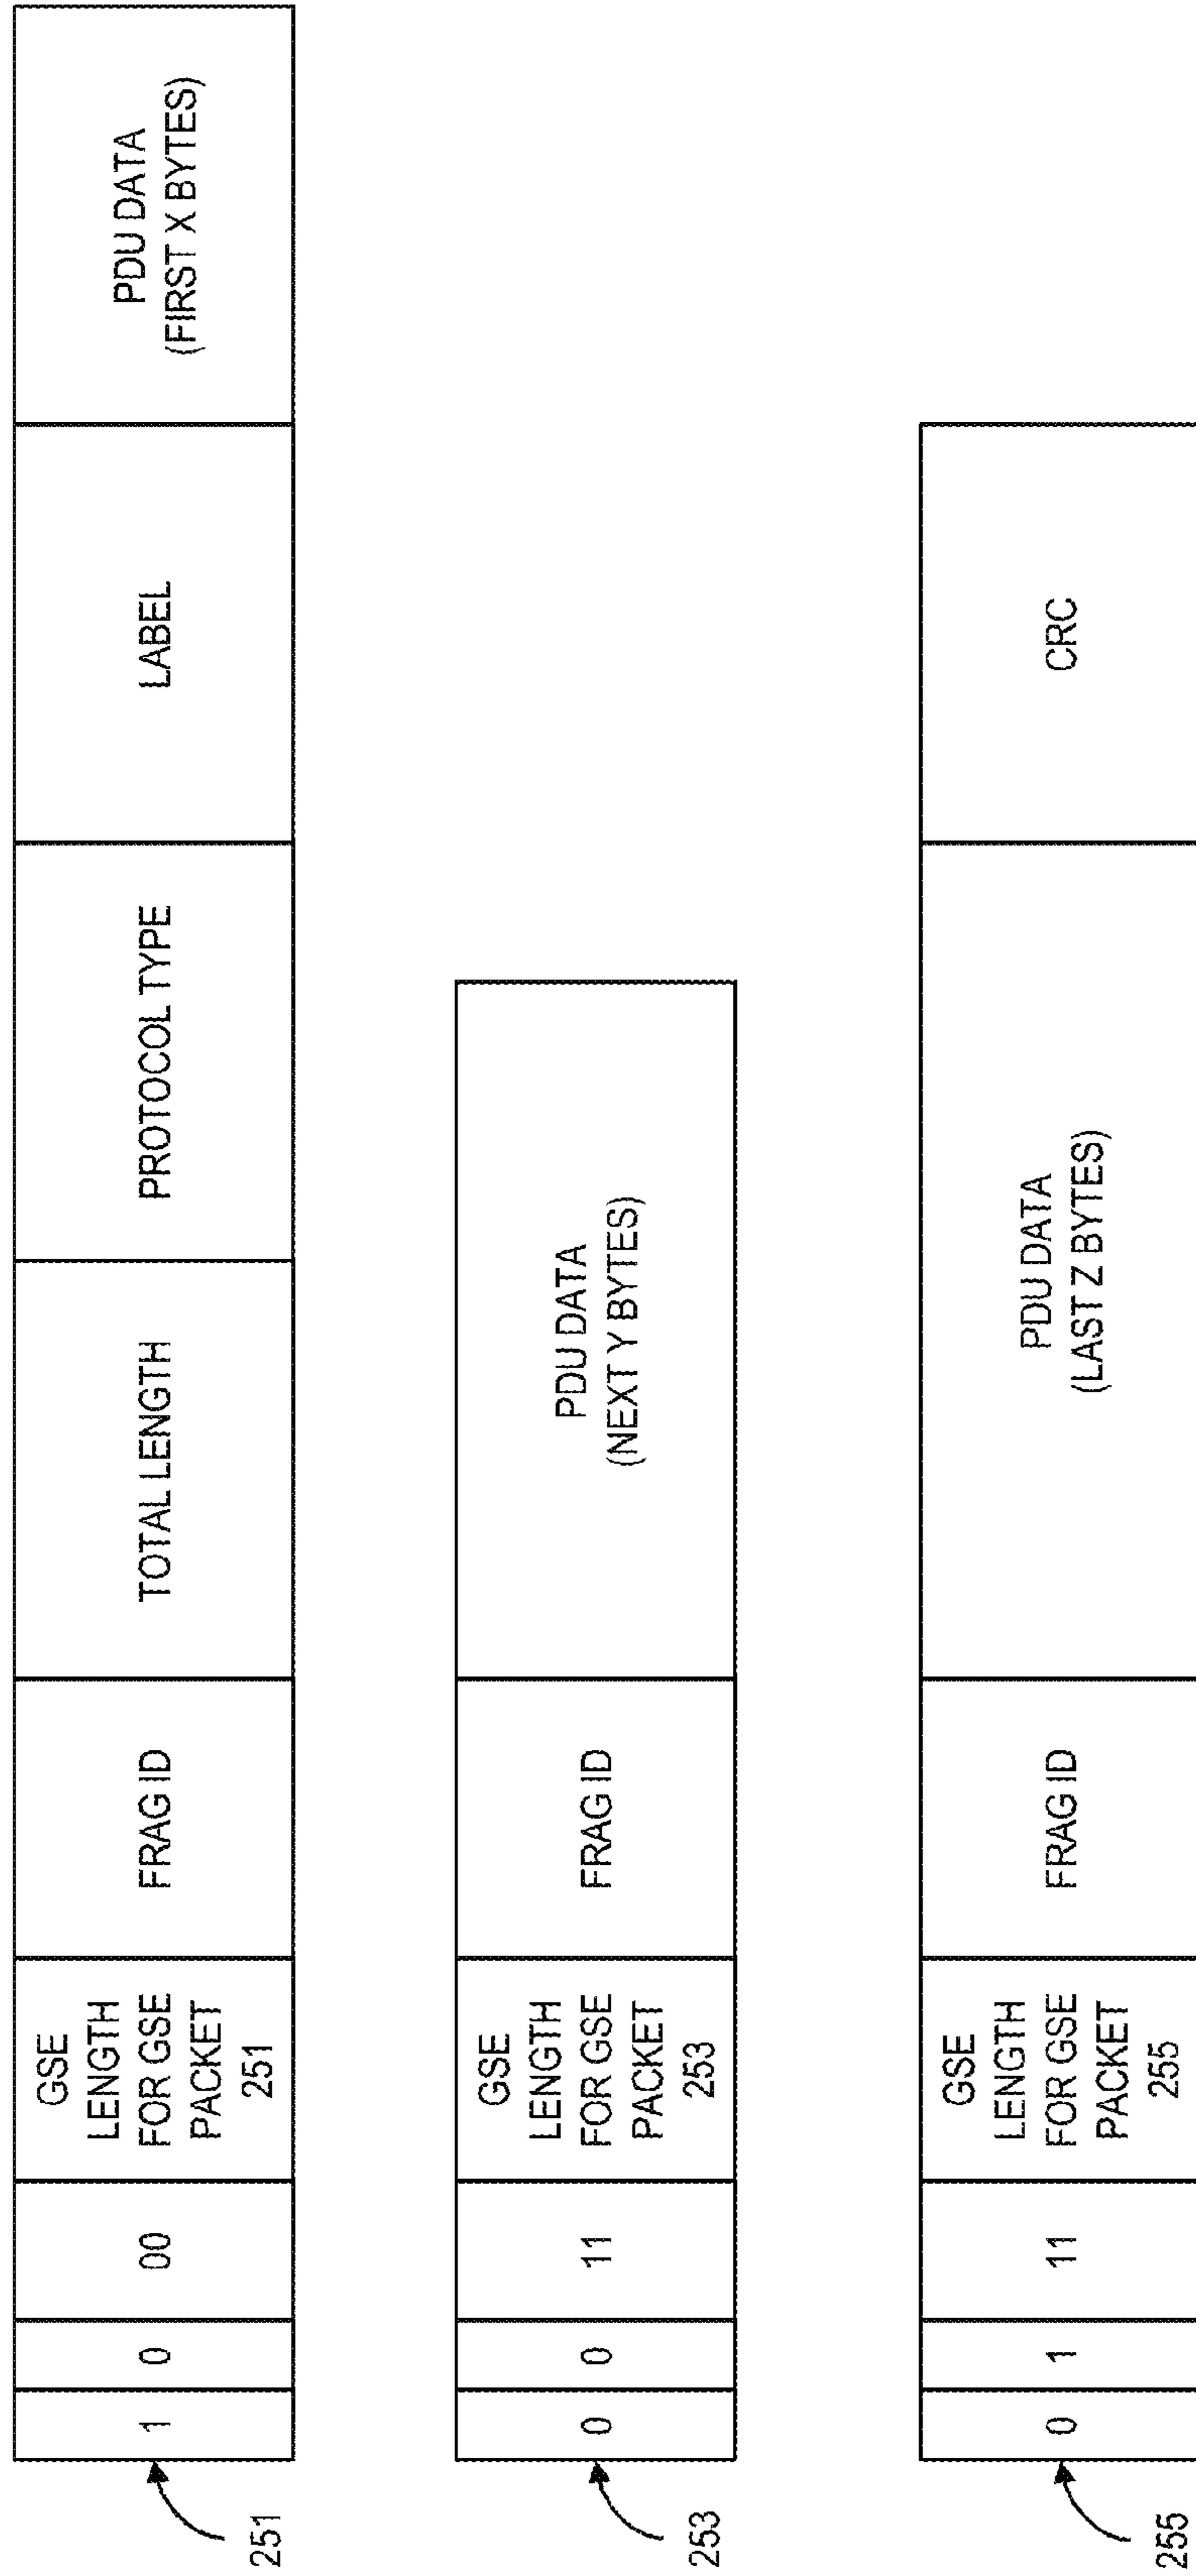 251
1
0
00
GSE
LENGTH
FOR GSE
PACKET
251
FRAG ID
TOTAL LENGTH
PROTOCOL TYPE
LABEL
PDU DATA
(FIRST X BYTES)
253
0
0
11
GSE
LENGTH
FOR GSE
PACKET
253
FRAG ID
PDU DATA
(NEXT Y BYTES)
255
0
1
11
GSE
LENGTH
FOR GSE
PACKET
255
FRAG ID
PDU DATA
(LAST Z BYTES)
CRC